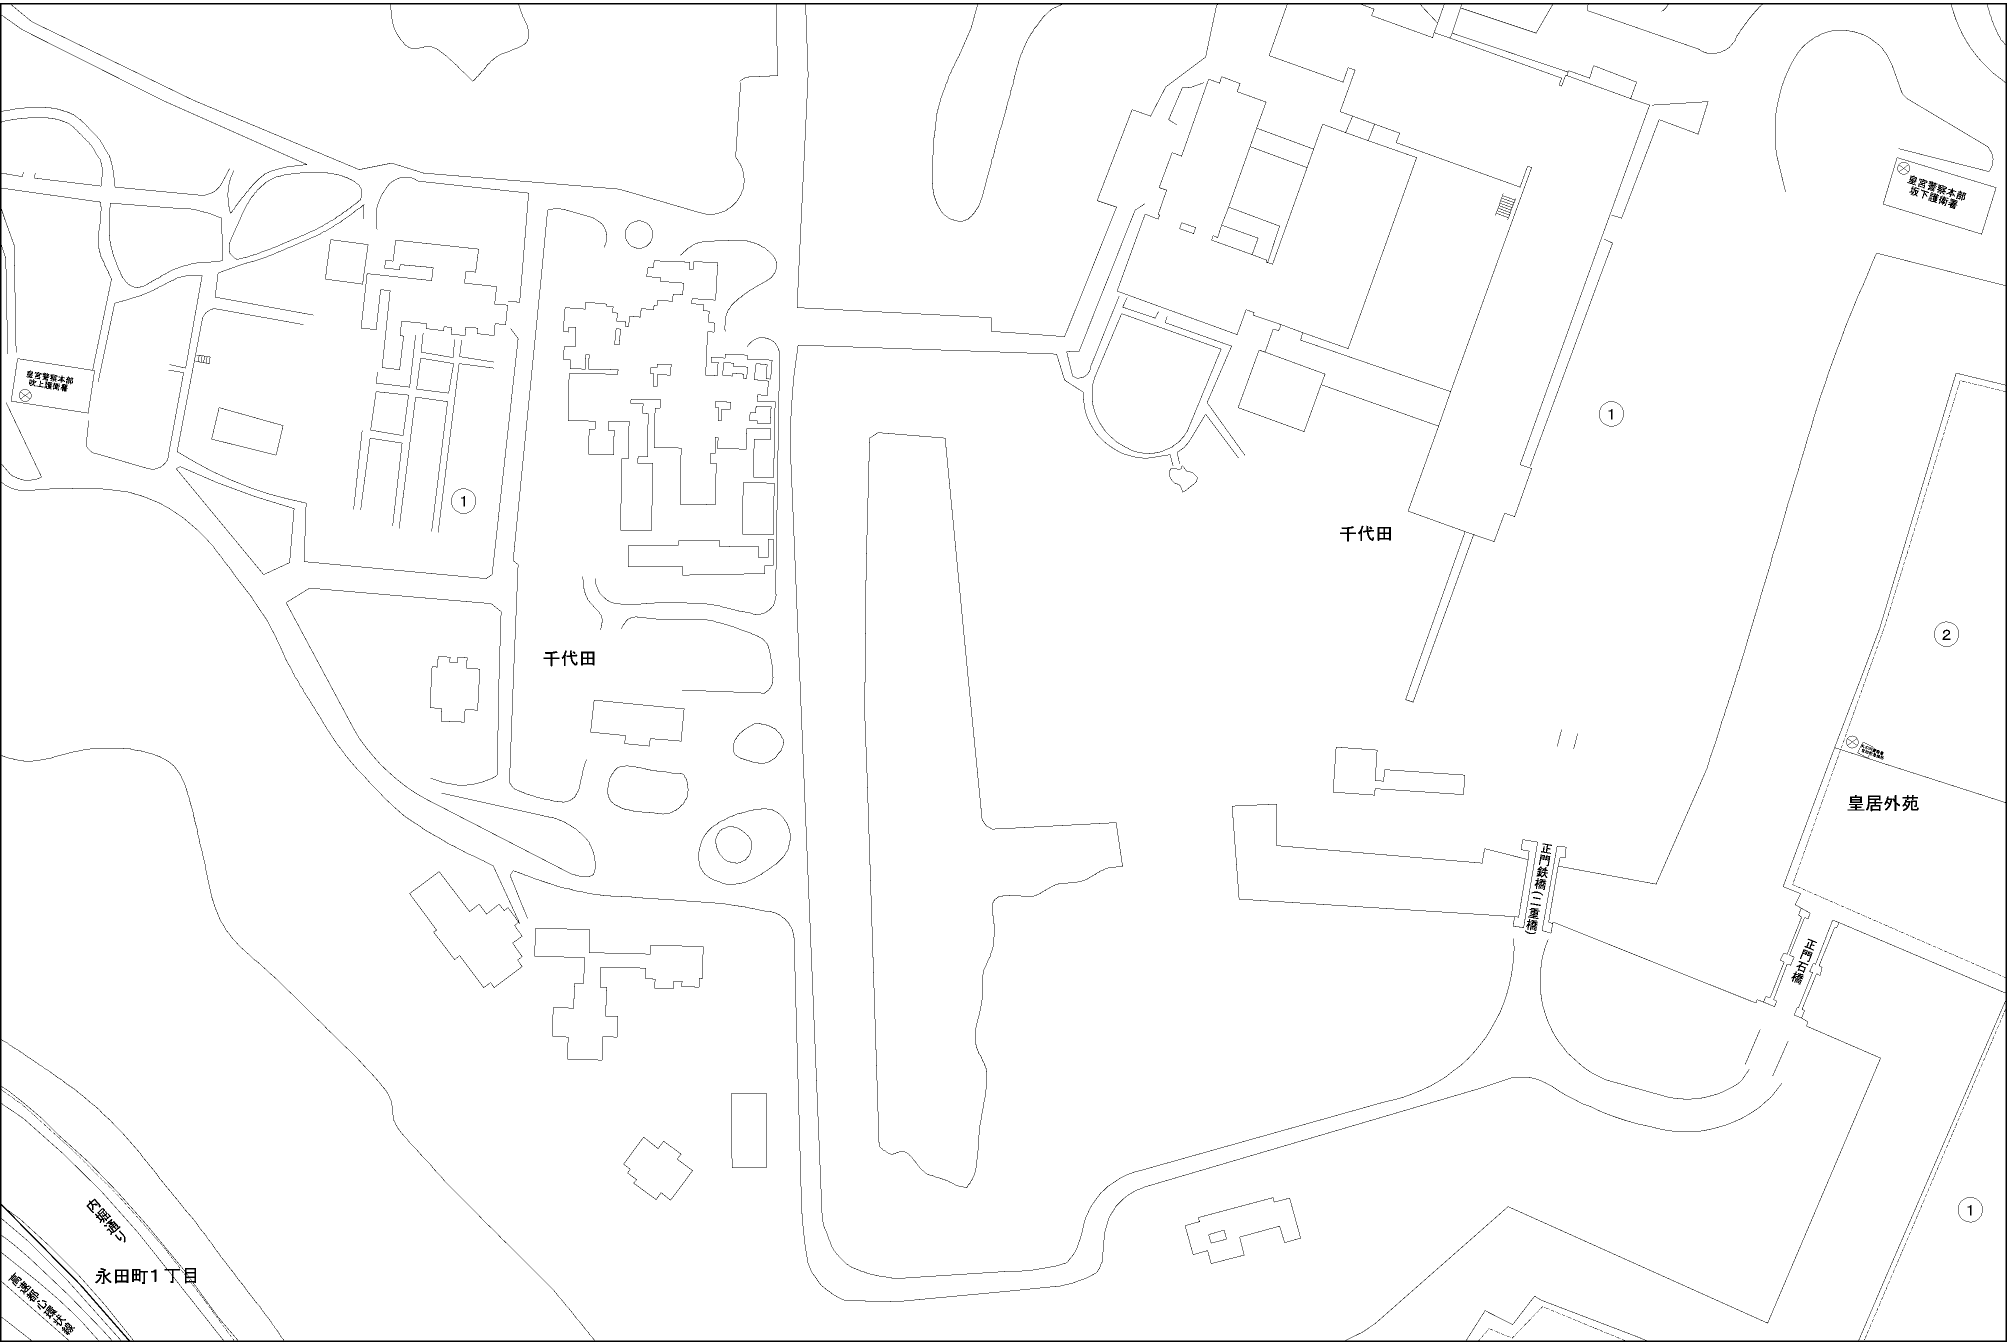 皇宮警察本部
坂下護衛署
皇宮警察本部
吹上護衛署
1
1
千代田
2
千代田
皇居外苑
正門鉄橋(二重橋)
正門石橋
内堀通り
1
永田町1丁目
高速都心環状線